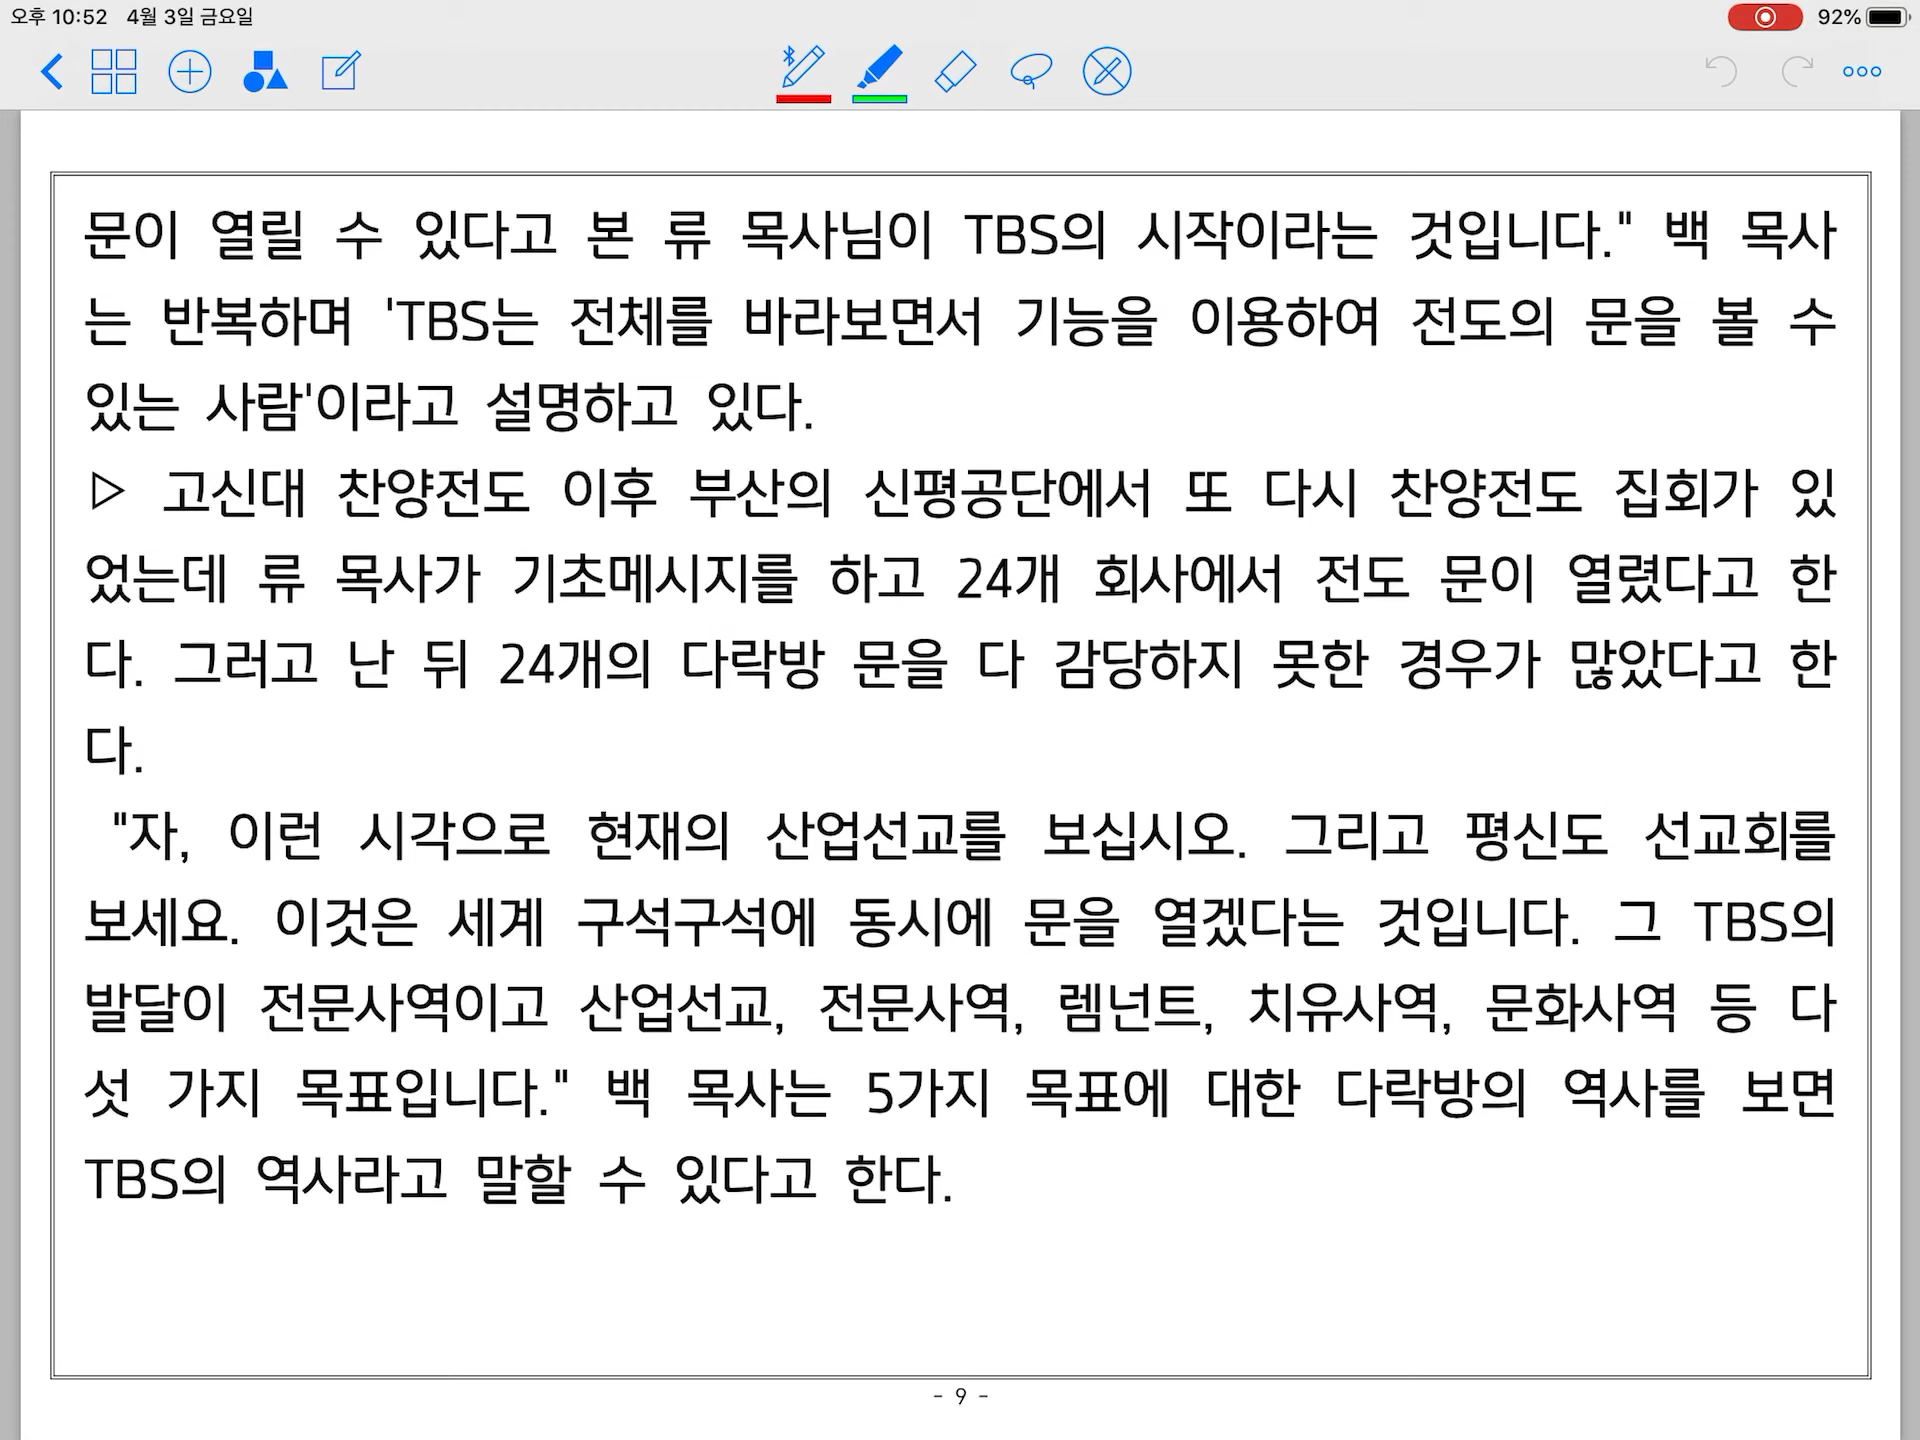 오후 10:52 4월 3일 금요일
92%
문이 열릴 수 있다고 본 류 목사님이 TBS의 시작이라는 것입니다." 백 목사
는 반복하며 'TBS는 전체를 바라보면서 기능을 이용하여 전도의 문을 볼 수
있는 사람'이라고 설명하고 있다.
▷ 고신대 찬양전도 이후 부산의 신평공단에서 또 다시 찬양전도 집회가 있
었는데 류 목사가 기초메시지를 하고 24개 회사에서 전도 문이 열렸다고 한
다. 그러고 난 뒤 24개의 다락방 문을 다 감당하지 못한 경우가 많았다고 한
다.
"자, 이런 시각으로 현재의 산업선교를 보십시오. 그리고 평신도 선교회를
보세요. 이것은 세계 구석구석에 동시에 문을 열겠다는 것입니다. 그 TBS의
발달이 전문사역이고 산업선교, 전문사역, 렘넌트, 치유사역, 문화사역 등 다
섯 가지 목표입니다." 백 목사는 5가지 목표에 대한 다락방의 역사를 보면
TBS의 역사라고 말할 수 있다고 한다.
- 9 -